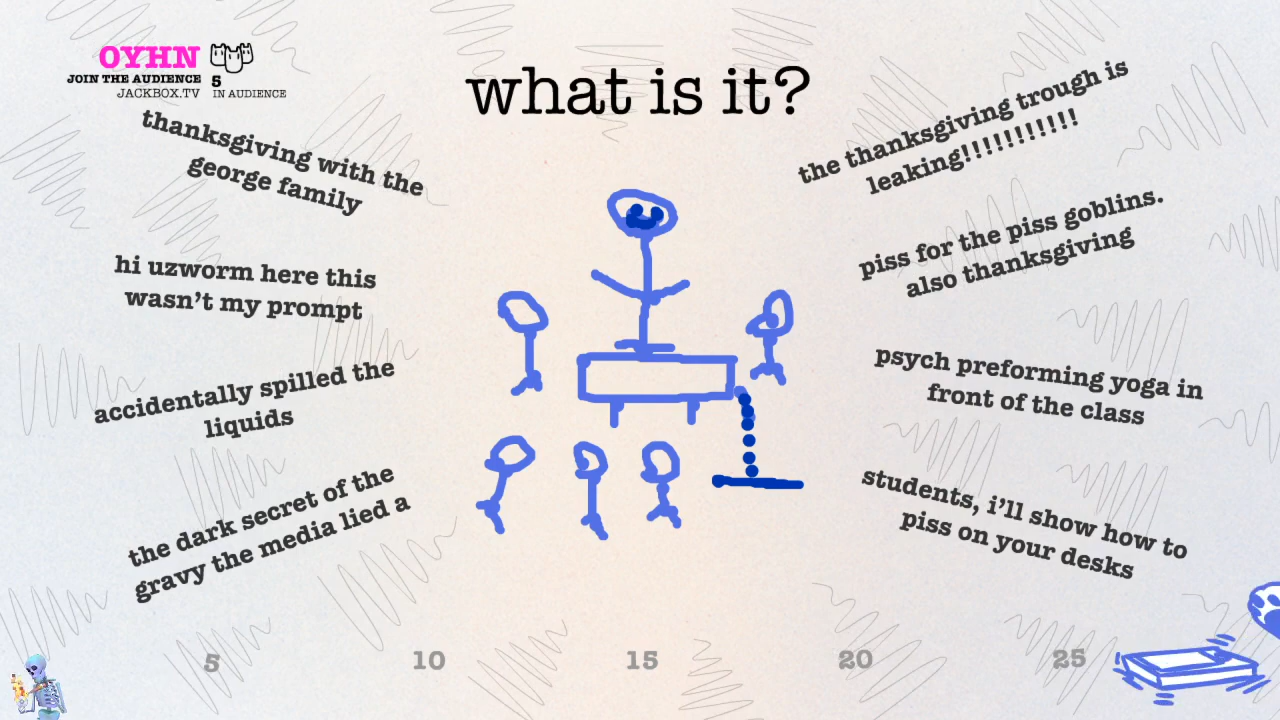 OYHN
JOIN THE AUDIENCE
JACKBOX.TV
5
IN AUDIENCE
what is it?
thanksgiving with the
george family
hi uzworm here this
wasn't my prompt
accidentally spilled the
liquids
the dark secret of the
gravy the media lied a
the thanksgiving trough is
leaking!!!!!!!!!!!
piss for the piss goblins.
also thanksgiving
psych preforming yoga in
front of the class
students, i'll show how to
piss on your desks
5 10 15 20 25